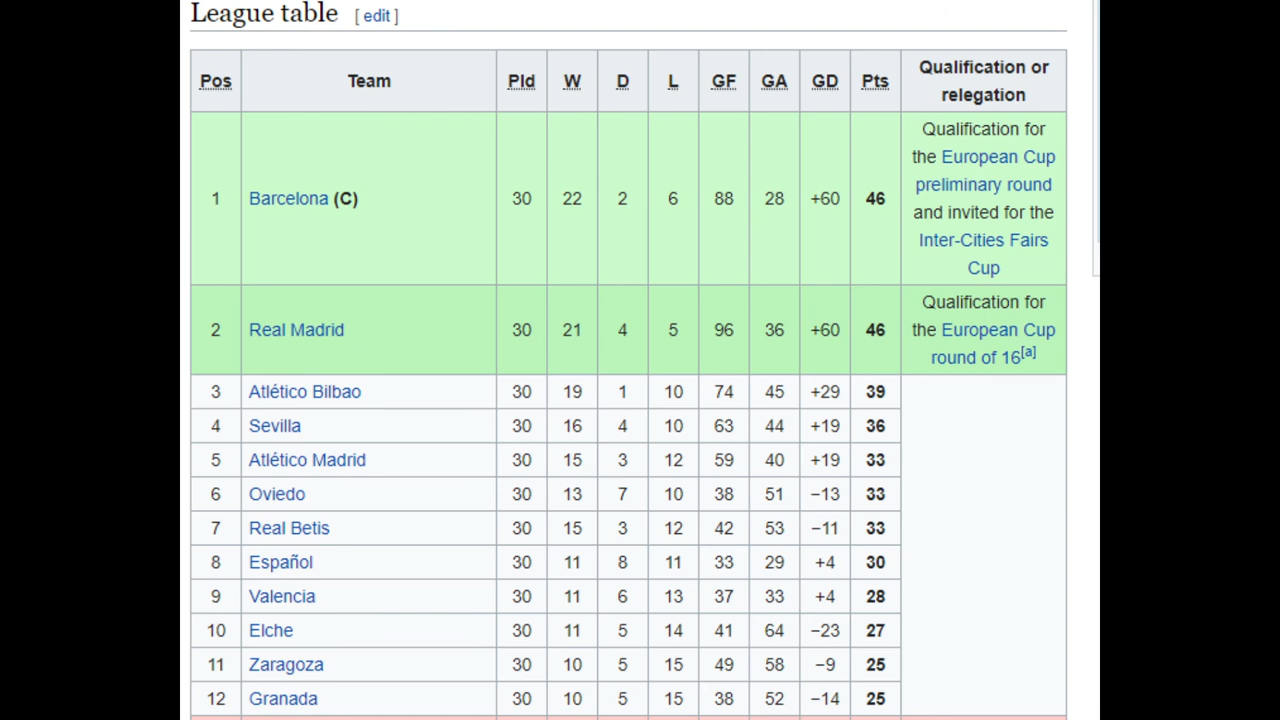 League table [ edit ]
Pos Team Pld W D L GF GA GD Pts Qualification or
relegation
1 Barcelona (C) 30 22 2 6 88 28 +60 46 Qualification for
the European Cup
preliminary round
and invited for the
Inter-Cities Fairs
Cup
2 Real Madrid 30 21 4 5 96 36 +60 46 Qualification for
the European Cup
round of 16[a]
3 Atlético Bilbao 30 19 1 10 74 45 +29 39
4 Sevilla 30 16 4 10 63 44 +19 36
5 Atlético Madrid 30 15 3 12 59 40 +19 33
6 Oviedo 30 13 7 10 38 51 −13 33
7 Real Betis 30 15 3 12 42 53 −11 33
8 Español 30 11 8 11 33 29 +4 30
9 Valencia 30 11 6 13 37 33 +4 28
10 Elche 30 11 5 14 41 64 −23 27
11 Zaragoza 30 10 5 15 49 58 −9 25
12 Granada 30 10 5 15 38 52 −14 25